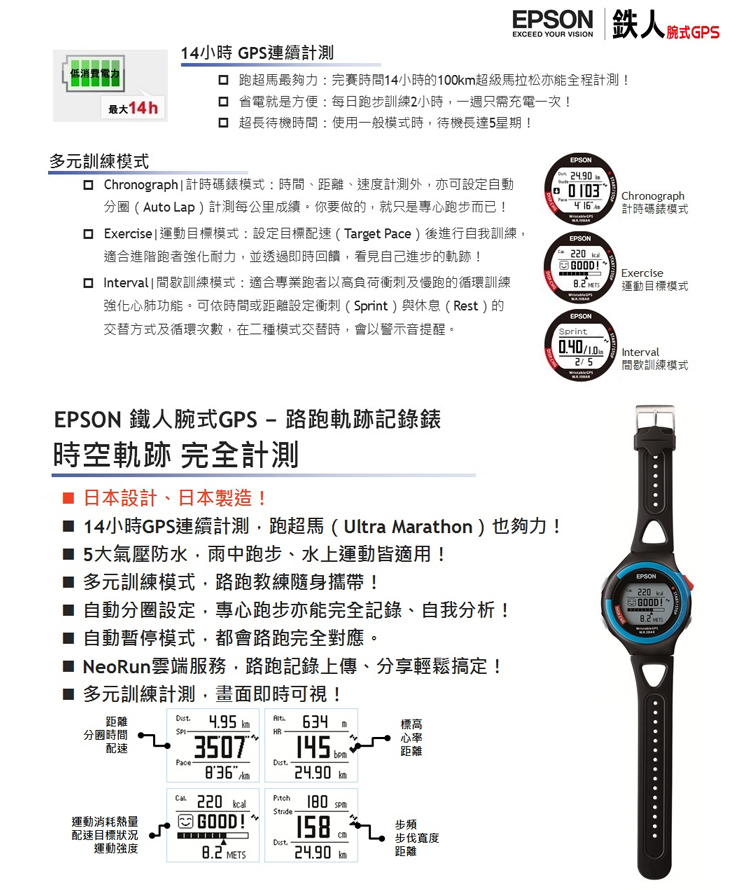 EPSON
EXCEED YOUR VISION
鉄人腕式GPS
14小時 GPS連續計測
低消費電力
最大14h
跑超馬最夠力：完賽時間14小時的100km超級馬拉松亦能全程計測！
省電就是方便：每日跑步訓練2小時，一週只需充電一次！
超長待機時間：使用一般模式時，待機長達5星期！
多元訓練模式
Chronograph|計時碼錶模式：時間、距離、速度計測外，亦可設定自動
分圈（Auto Lap）計測每公里成績。你要做的，就只是專心跑步而已！
Exercise|運動目標模式：設定目標配速（Target Pace）後進行自我訓練，
適合進階跑者強化耐力，並透過即時回饋，看見自己進步的軌跡！
Interval|間歇訓練模式：適合專業跑者以高負荷衝刺及慢跑的循環訓練
強化心肺功能。可依時間或距離設定衝刺（Sprint）與休息（Rest）的
交替方式及循環次數，在二種模式交替時，會以警示音提醒。
EPSON
Dist. 24.90 km
0103
Pace 4'16" /km
WristableGPS
Chronograph
計時碼錶模式
EPSON
Cal. 220 kcal
GOOD!
8.2 METS
WristableGPS
Exercise
運動目標模式
EPSON
Sprint
0.40/1.0km
2/ 5
WristableGPS
Interval
間歇訓練模式
EPSON 鐵人腕式GPS – 路跑軌跡記錄錶
時空軌跡 完全計測
日本設計、日本製造！
14小時GPS連續計測，跑超馬（Ultra Marathon）也夠力！
5大氣壓防水，雨中跑步、水上運動皆適用！
多元訓練模式，路跑教練隨身攜帶！
自動分圈設定，專心跑步亦能完全記錄、自我分析！
自動暫停模式，都會路跑完全對應。
NeoRun雲端服務，路跑記錄上傳、分享輕鬆搞定！
多元訓練計測，畫面即時可視！
距離
分圈時間
配速
Dist. 4.95 km
SPl
35'07"
Pace
8'36" /km
Alti. 634 m
HR
145 bpm
Dist.
24.90 km
標高
心率
距離
運動消耗熱量
配速目標狀況
運動強度
Cal. 220 kcal
GOOD!
8.2 METS
Pitch 180 spm
Stride
158 cm
Dist.
24.90 km
步頻
步伐寬度
距離
EPSON
Cal. 220 kcal
GOOD!
8.2 METS
WristableGPS